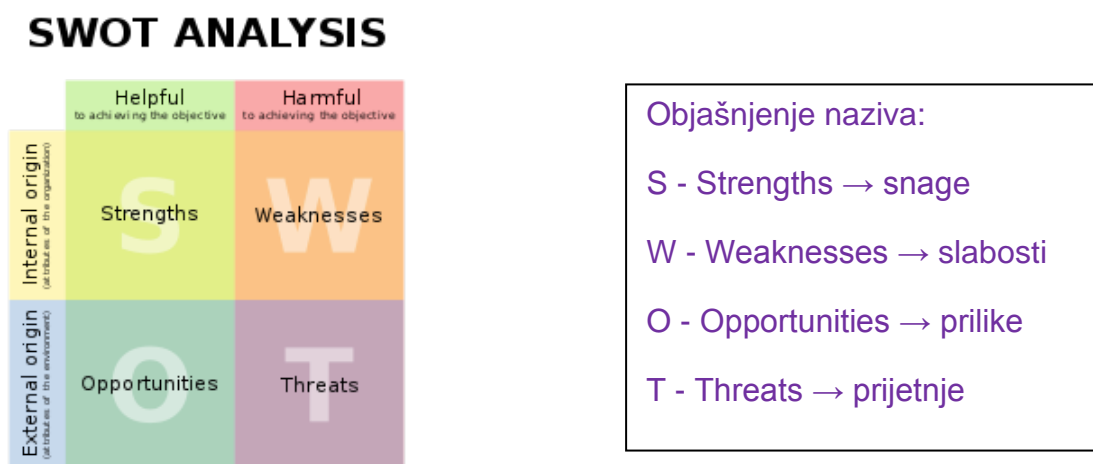 SWOT ANALYSIS
Helpful
to achieving the objective
Harmful
to achieving the objective
Internal origin
(attributes of the organization)
S
Strengths
W
Weaknesses
External origin
(attributes of the environment)
O
Opportunities
T
Threats
Objašnjenje naziva:
S - Strengths → snage
W - Weaknesses → slabosti
O - Opportunities → prilike
T - Threats → prijetnje